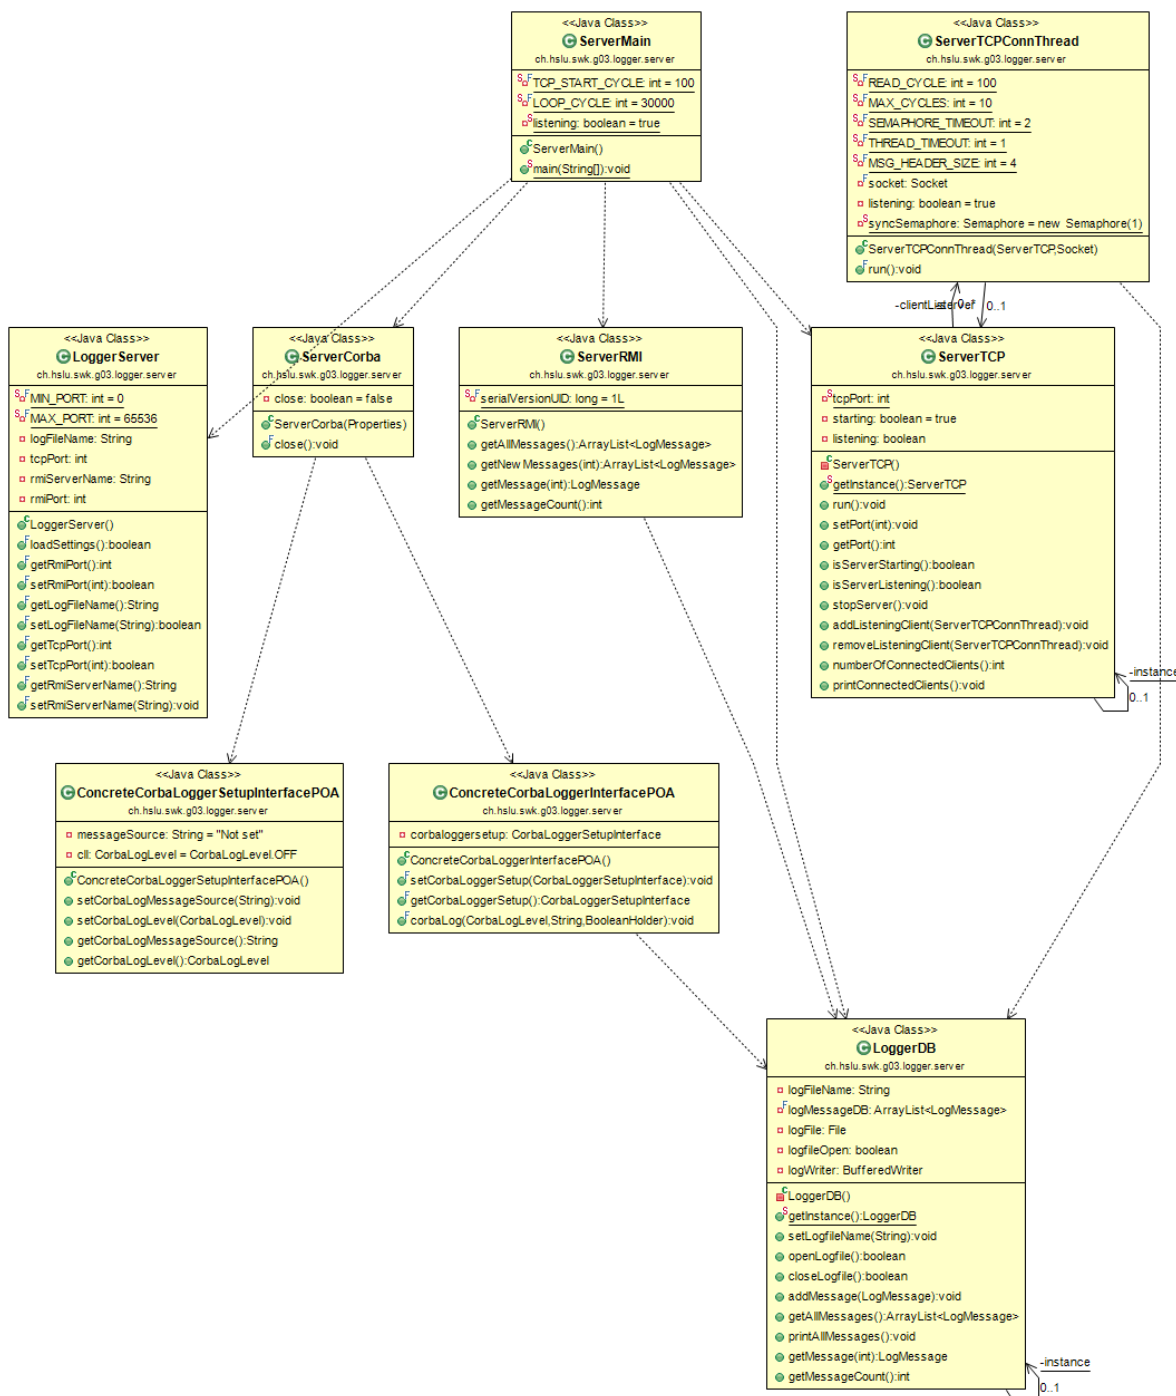 <<Java Class>>
ServerMain
ch.hslu.swk.g03.logger.server
TCP_START_CYCLE: int = 100
LOOP_CYCLE: int = 30000
listening: boolean = true
ServerMain()
main(String[]):void
<<Java Class>>
ServerTCPConnThread
ch.hslu.swk.g03.logger.server
READ_CYCLE: int = 100
MAX_CYCLES: int = 10
SEMAPHORE_TIMEOUT: int = 2
THREAD_TIMEOUT: int = 1
MSG_HEADER_SIZE: int = 4
socket: Socket
listening: boolean = true
syncSemaphore: Semaphore = new Semaphore(1)
ServerTCPConnThread(ServerTCP,Socket)
run():void
0..1
<<Java Class>>
LoggerServer
ch.hslu.swk.g03.logger.server
MIN_PORT: int = 0
MAX_PORT: int = 65536
logFileName: String
tcpPort: int
rmiServerName: String
rmiPort: int
LoggerServer()
loadSettings():boolean
getRmiPort():int
setRmiPort(int):boolean
getLogFileName():String
setLogFileName(String):boolean
getTcpPort():int
setTcpPort(int):boolean
getRmiServerName():String
setRmiServerName(String):void
<<Java Class>>
ServerCorba
ch.hslu.swk.g03.logger.server
close: boolean = false
ServerCorba(Properties)
close():void
<<Java Class>>
ServerRMI
ch.hslu.swk.g03.logger.server
serialVersionUID: long = 1L
ServerRMI()
getAllMessages():ArrayList<LogMessage>
getNewMessages(int):ArrayList<LogMessage>
getMessage(int):LogMessage
getMessageCount():int
<<Java Class>>
ServerTCP
ch.hslu.swk.g03.logger.server
tcpPort: int
starting: boolean = true
listening: boolean
ServerTCP()
getInstance():ServerTCP
run():void
setPort(int):void
getPort():int
isServerStarting():boolean
isServerListening():boolean
stopServer():void
addListeningClient(ServerTCPConnThread):void
removeListeningClient(ServerTCPConnThread):void
numberOfConnectedClients():int
printConnectedClients():void
-instance
0..1
<<Java Class>>
ConcreteCorbaLoggerSetupInterfacePOA
ch.hslu.swk.g03.logger.server
messageSource: String = "Not set"
cll: CorbaLogLevel = CorbaLogLevel.OFF
ConcreteCorbaLoggerSetupInterfacePOA()
setCorbaLogMessageSource(String):void
setCorbaLogLevel(CorbaLogLevel):void
getCorbaLogMessageSource():String
getCorbaLogLevel():CorbaLogLevel
<<Java Class>>
ConcreteCorbaLoggerInterfacePOA
ch.hslu.swk.g03.logger.server
corbaloggersetup: CorbaLoggerSetupInterface
ConcreteCorbaLoggerInterfacePOA()
setCorbaLoggerSetup(CorbaLoggerSetupInterface):void
getCorbaLoggerSetup():CorbaLoggerSetupInterface
corbaLog(CorbaLogLevel,String,BooleanHolder):void
<<Java Class>>
LoggerDB
ch.hslu.swk.g03.logger.server
logFileName: String
logMessageDB: ArrayList<LogMessage>
logFile: File
logfileOpen: boolean
logWriter: BufferedWriter
LoggerDB()
getInstance():LoggerDB
setLogfileName(String):void
openLogfile():boolean
closeLogfile():boolean
addMessage(LogMessage):void
getAllMessages():ArrayList<LogMessage>
printAllMessages():void
getMessage(int):LogMessage
getMessageCount():int
-instance
0..1